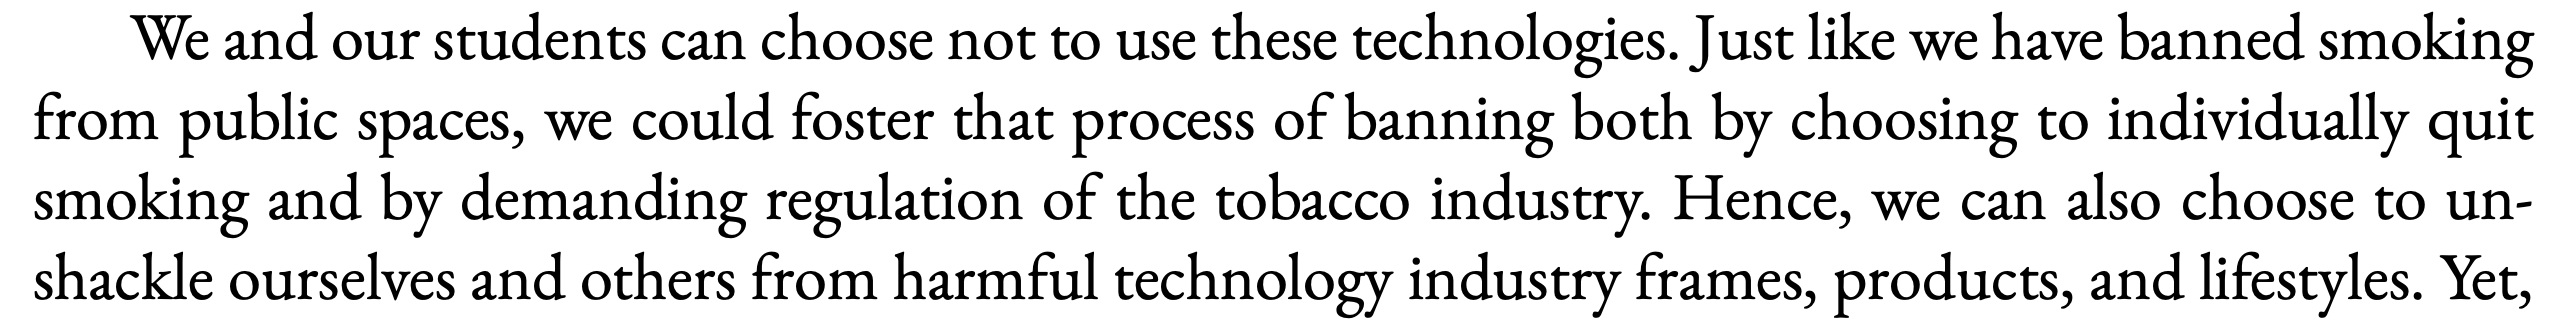 We and our students can choose not to use these technologies. Just like we have banned smoking
from public spaces, we could foster that process of banning both by choosing to individually quit
smoking and by demanding regulation of the tobacco industry. Hence, we can also choose to un-
shackle ourselves and others from harmful technology industry frames, products, and lifestyles. Yet,